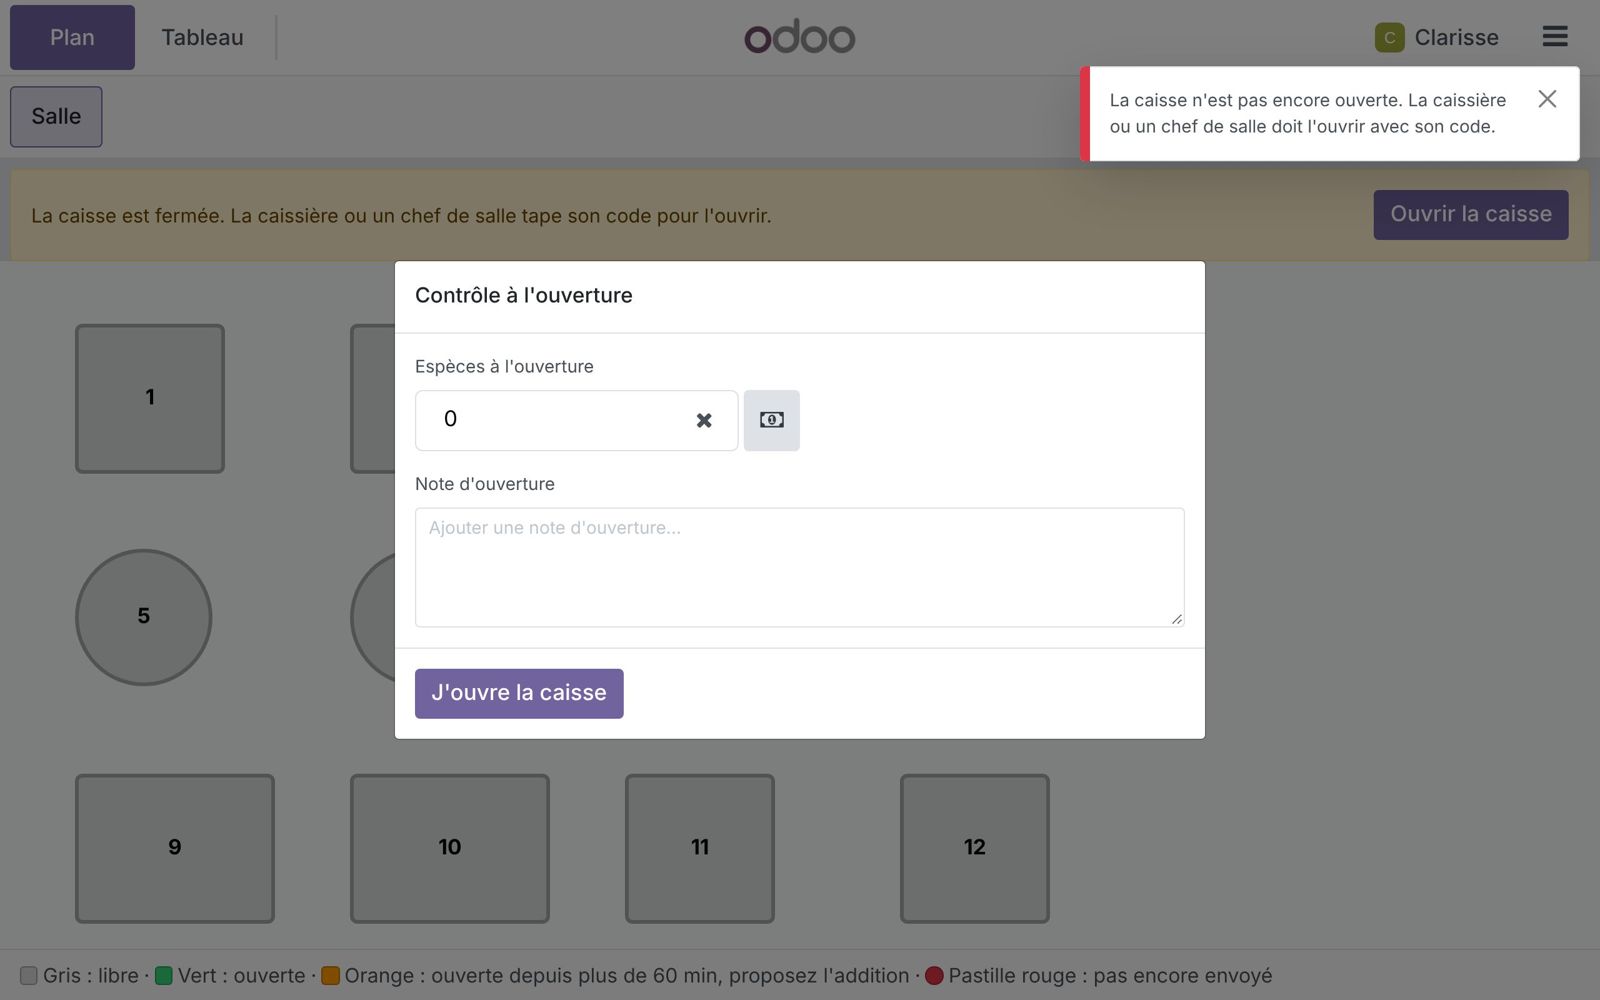 Plan
Tableau
odoo
C
Clarisse
Salle
La caisse n'est pas encore ouverte. La caissière
ou un chef de salle doit l'ouvrir avec son code.
La caisse est fermée. La caissière ou un chef de salle tape son code pour l'ouvrir.
Ouvrir la caisse
Contrôle à l'ouverture
Espèces à l'ouverture
0
Note d'ouverture
Ajouter une note d'ouverture...
J'ouvre la caisse
1
5
9
10
11
12
Gris : libre · Vert : ouverte · Orange : ouverte depuis plus de 60 min, proposez l'addition · Pastille rouge : pas encore envoyé